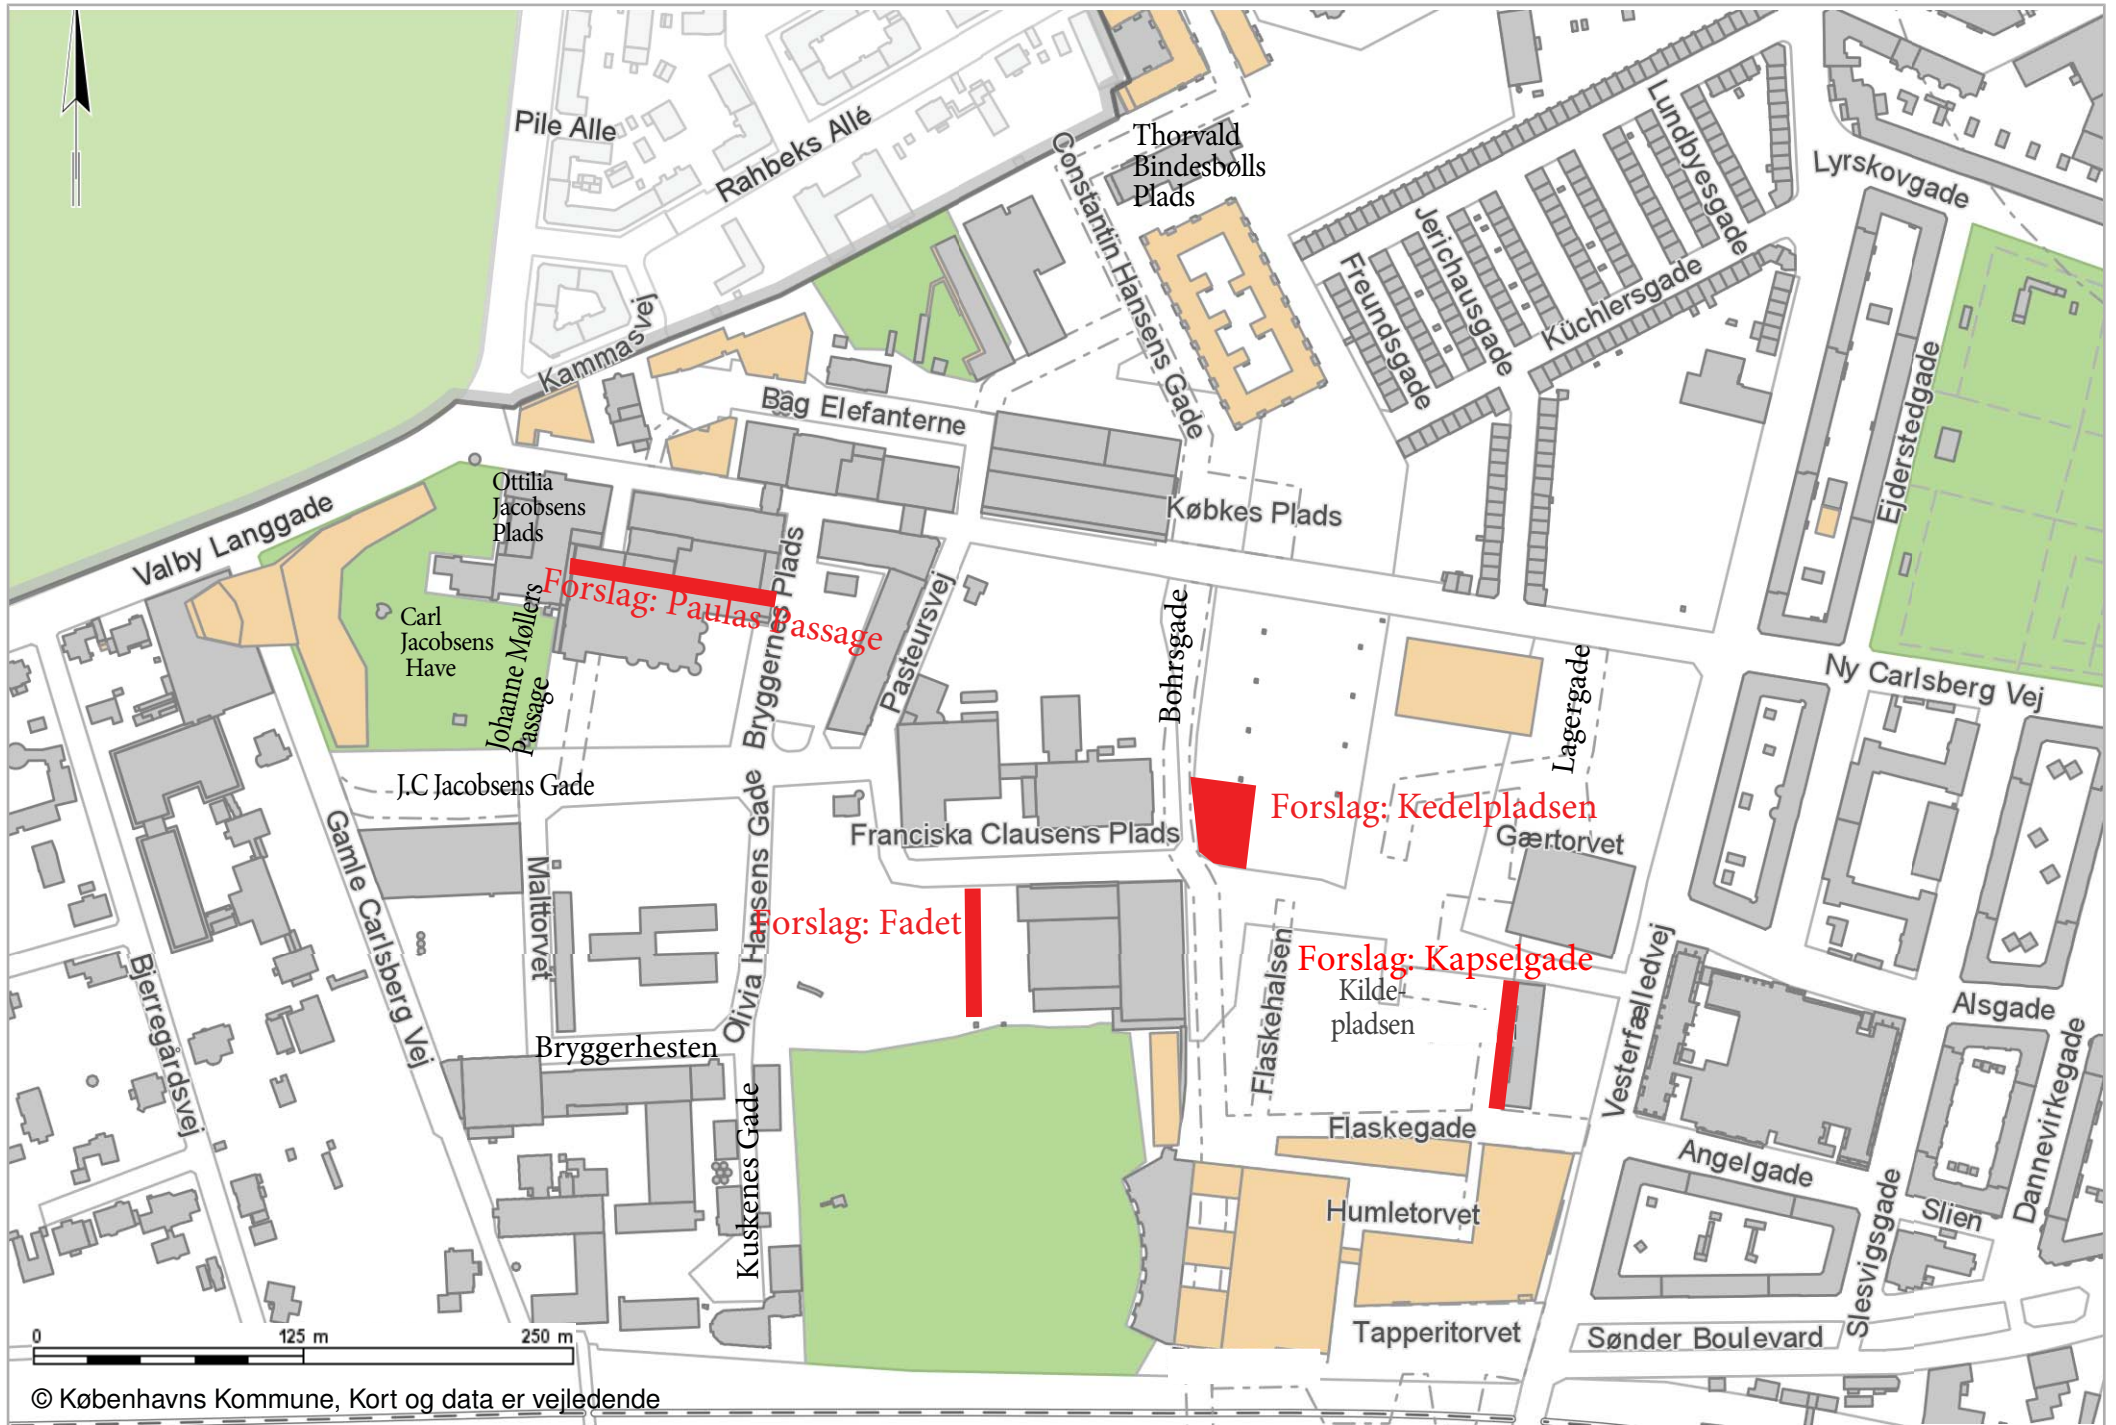 Pile Alle
Rahbeks Allé
Constantin Hansens Gade
Thorvald
Bindesbølls
Plads
Lundbyesgade
Lyrskovgade
Jerichausgade
Freundsgade
Küchlersgade
Kammasvej
Bag Elefanterne
Ejderstedgade
Valby Langgade
Ottilia
Jacobsens
Plads
Købkes Plads
Forslag: Paulas Passage
Bryggernes Plads
Pasteursvej
Carl
Jacobsens
Have
Johanne Møllers
Passage
Bohrsgade
Lagergade
Ny Carlsberg Vej
J.C Jacobsens Gade
Forslag: Kedelpladsen
Gærtorvet
Franciska Clausens Plads
Gamle Carlsberg Vej
Malttorvet
Olivia Hansens Gade
Forslag: Fadet
Flaskehalsen
Forslag: Kapselgade
Kilde-
pladsen
Vesterfælledvej
Alsgade
Bjerregårdsvej
Bryggerhesten
Kuskenes Gade
Flaskegade
Angelgade
Dannevirkegade
Humletorvet
Slien
Slesvigsgade
Tapperitorvet
Sønder Boulevard
0 125 m 250 m
© Københavns Kommune, Kort og data er vejledende